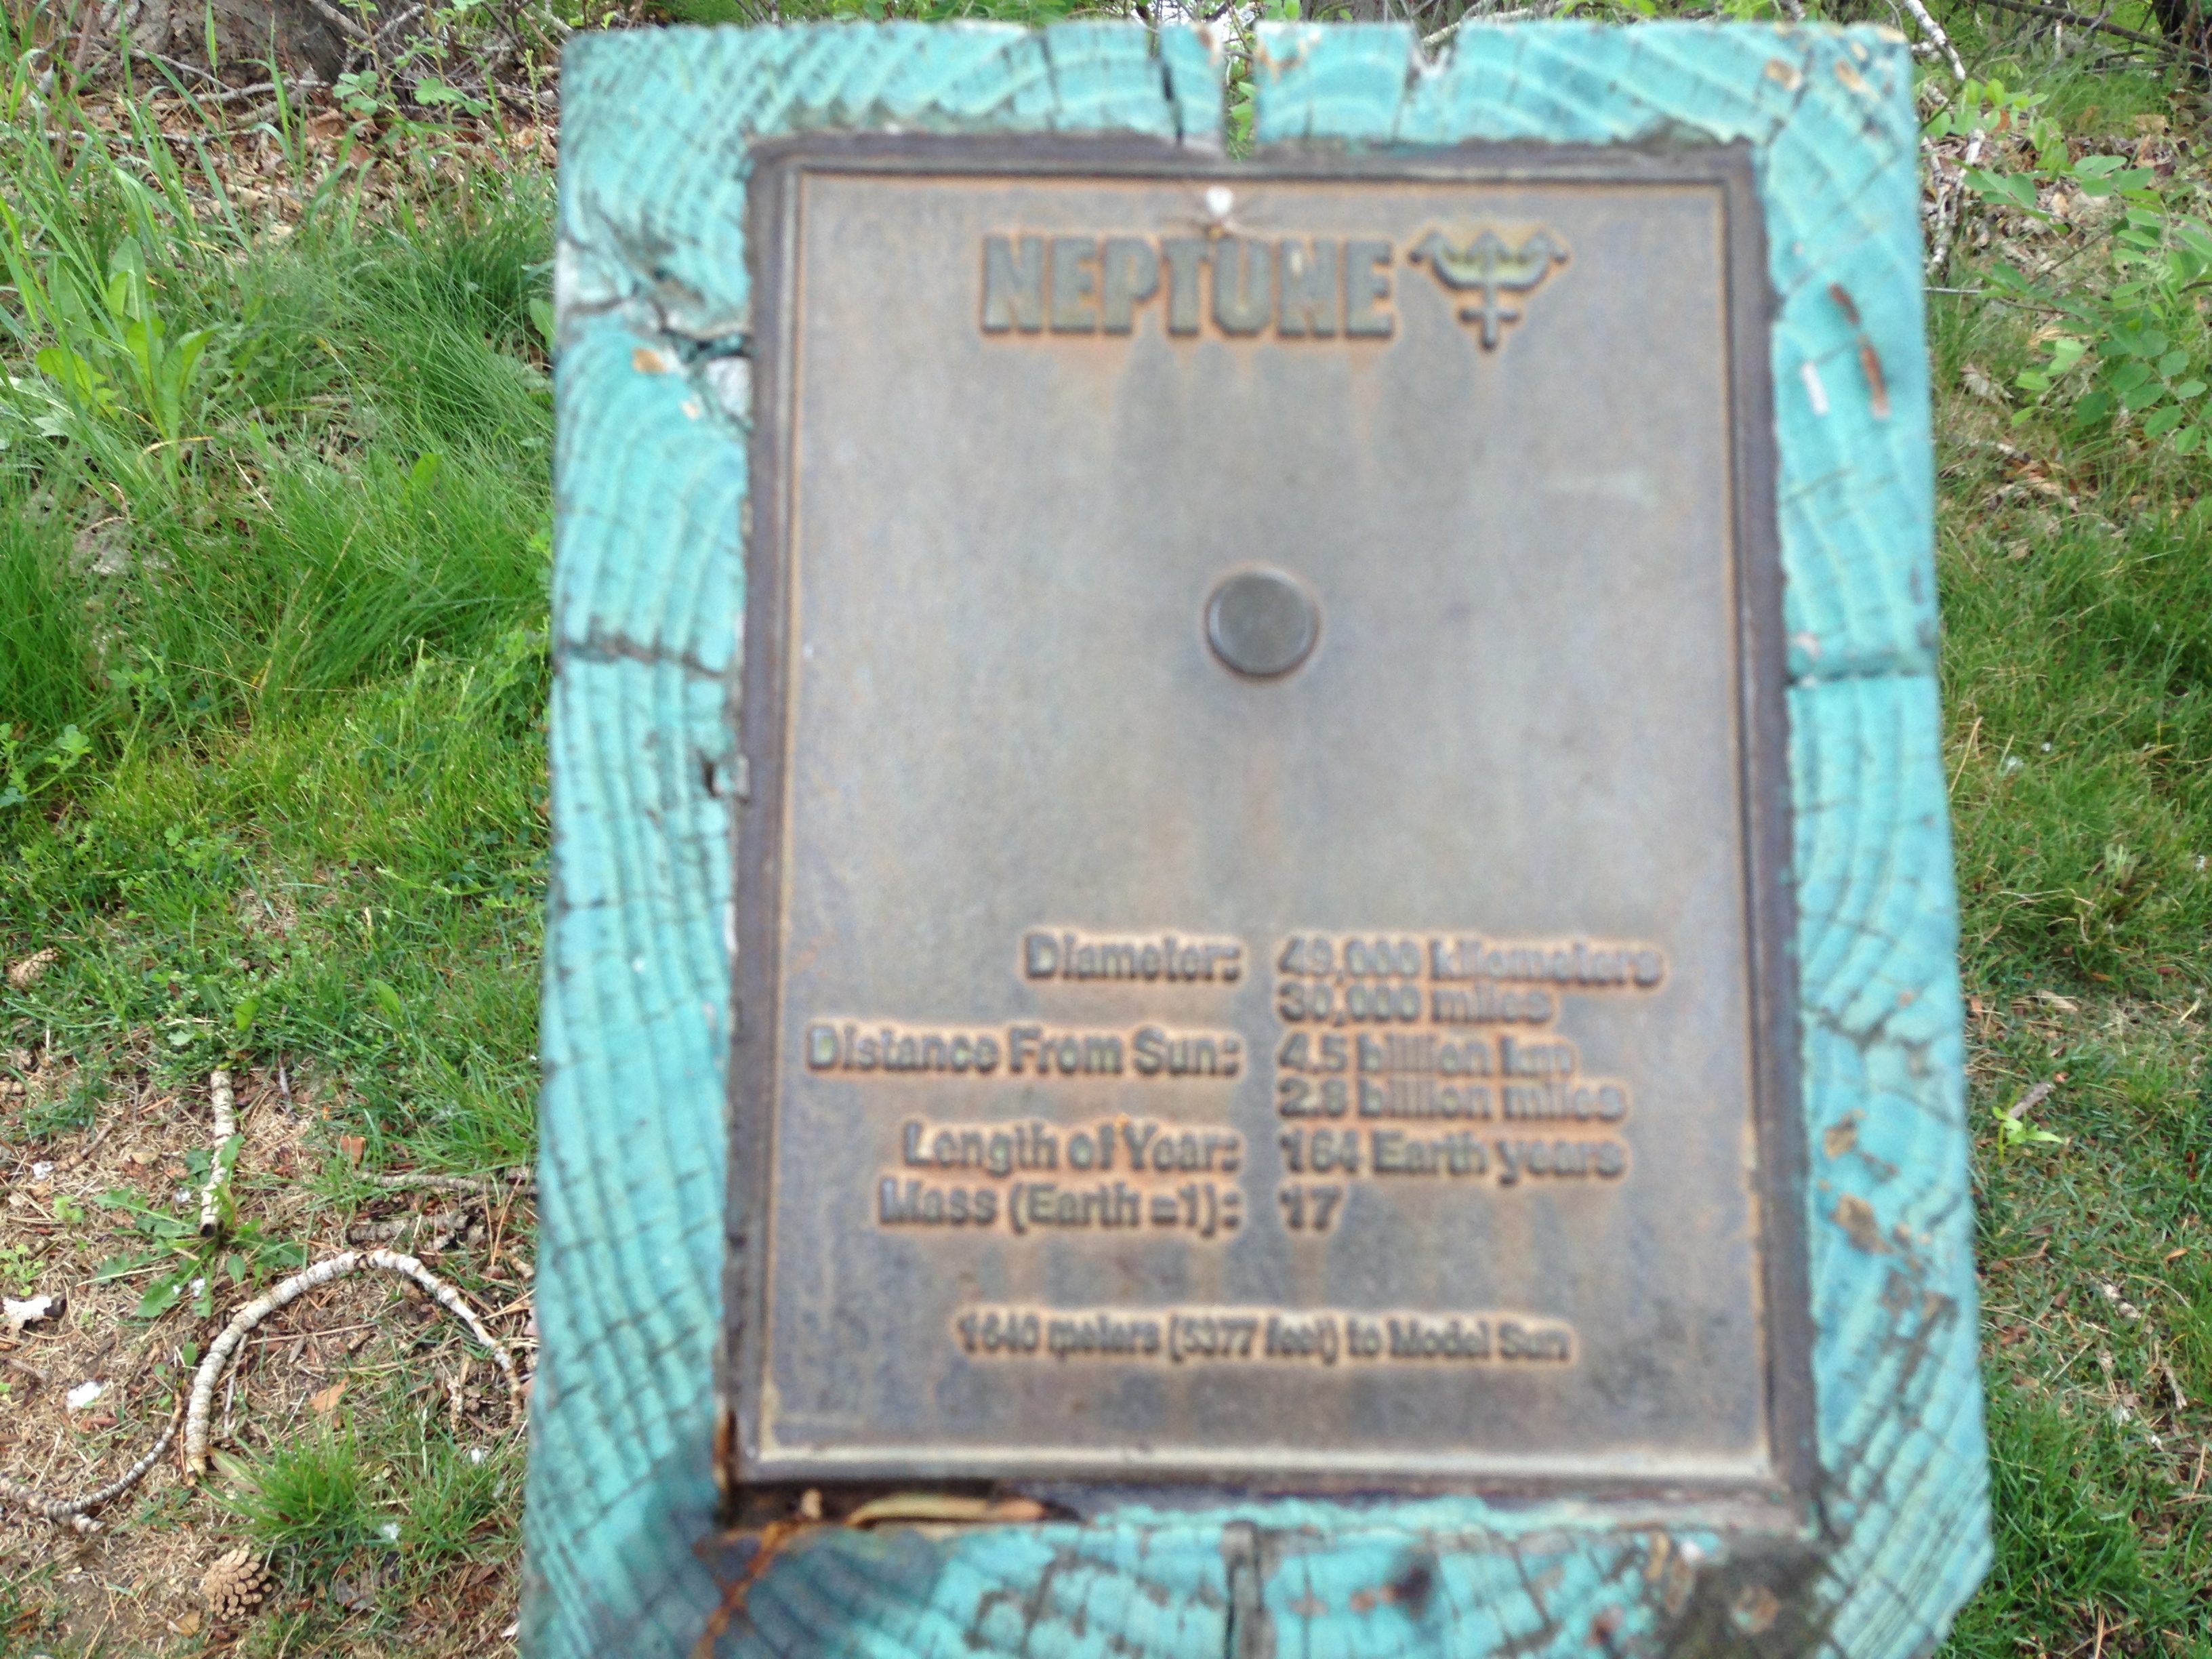 NEPTUNE
Diameter: 49,000 kilometers
30,000 miles
Distance From Sun: 4.5 billion km
2.8 billion miles
Length of Year: 164 Earth years
Mass (Earth =1): 17
1640 meters (5377 feet) to Model Sun